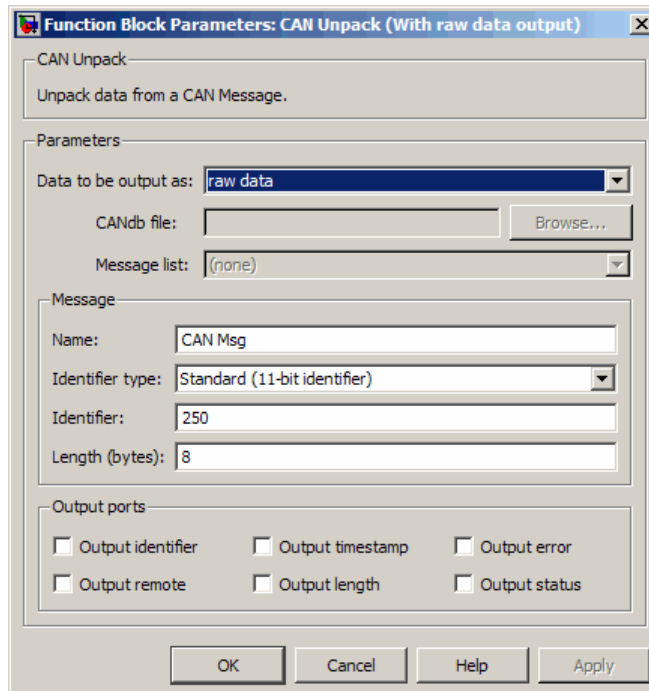 Function Block Parameters: CAN Unpack (With raw data output)
CAN Unpack
Unpack data from a CAN Message.
Parameters
Data to be output as: raw data
CANdb file: Browse...
Message list: (none)
Message
Name: CAN Msg
Identifier type: Standard (11-bit identifier)
Identifier: 250
Length (bytes): 8
Output ports
Output identifier Output timestamp Output error
Output remote Output length Output status
OK Cancel Help Apply